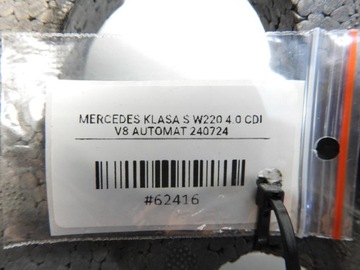 MERCEDES KLASA S W220 4.0 CDI
V8 AUTOMAT 240724
#62416